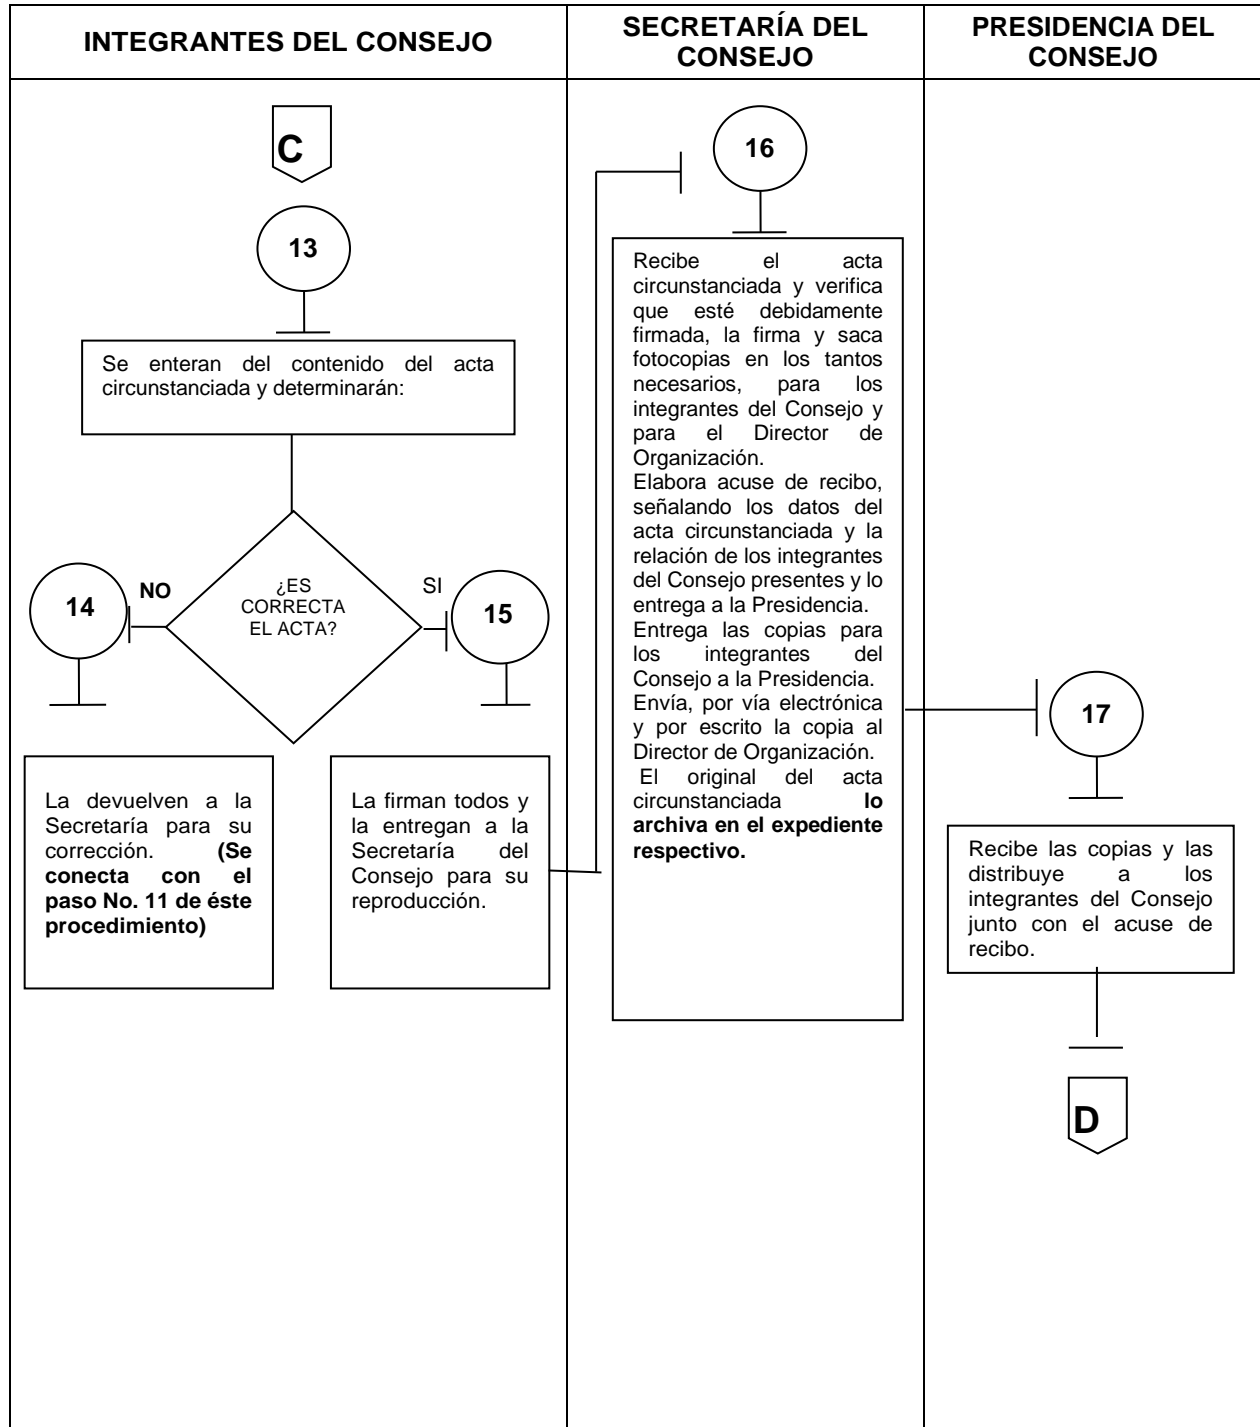 INTEGRANTES DEL CONSEJO
SECRETARÍA DEL
CONSEJO
PRESIDENCIA DEL
CONSEJO
C
13
Se enteran del contenido del acta
circunstanciada y determinarán:
¿ES
CORRECTA
EL ACTA?
NO
14
SI
15
La devuelven a la
Secretaría para su
corrección. (Se
conecta con el
paso No. 11 de éste
procedimiento)
La firman todos y
la entregan a la
Secretaría del
Consejo para su
reproducción.
16
Recibe el acta
circunstanciada y verifica
que esté debidamente
firmada, la firma y saca
fotocopias en los tantos
necesarios, para los
integrantes del Consejo y
para el Director de
Organización.
Elabora acuse de recibo,
señalando los datos del
acta circunstanciada y la
relación de los integrantes
del Consejo presentes y lo
entrega a la Presidencia.
Entrega las copias para
los integrantes del
Consejo a la Presidencia.
Envía, por vía electrónica
y por escrito la copia al
Director de Organización.
El original del acta
circunstanciada lo
archiva en el expediente
respectivo.
17
Recibe las copias y las
distribuye a los
integrantes del Consejo
junto con el acuse de
recibo.
D